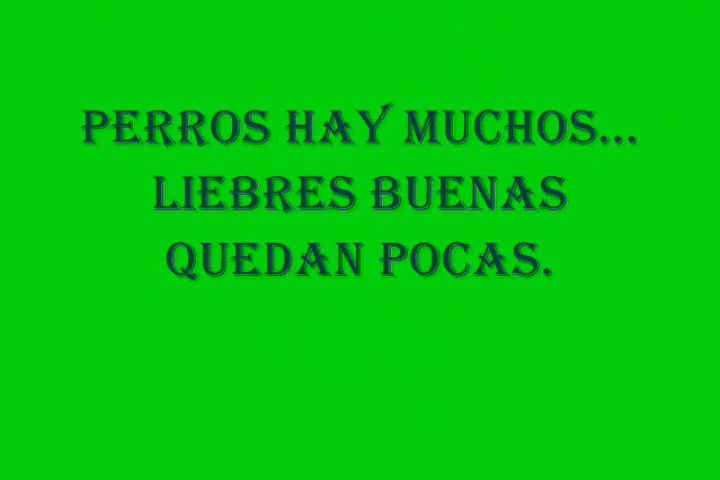 PERROS HAY MUCHOS...
LIEBRES BUENAS
QUEDAN POCAS.